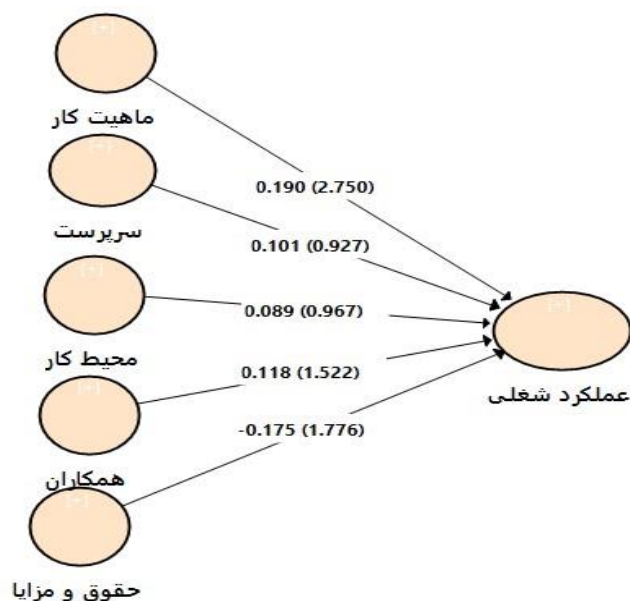 [+]
ماهیت کار
[+]
سرپرست
[+]
محیط کار
[+]
همکاران
[+]
حقوق و مزایا
0.190 (2.750)
0.101 (0.927)
0.089 (0.967)
0.118 (1.522)
-0.175 (1.776)
[+]
عملکرد شغلی